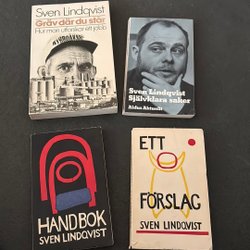 Sven Lindqvist
Gräv där du står
Hur man utforskar ett jobb
Sven Lindqvist
Självklara saker
Aldus Aktuellt
HANDBOK
SVEN LINDQVIST
ETT
FÖRSLAG
SVEN LINDQVIST